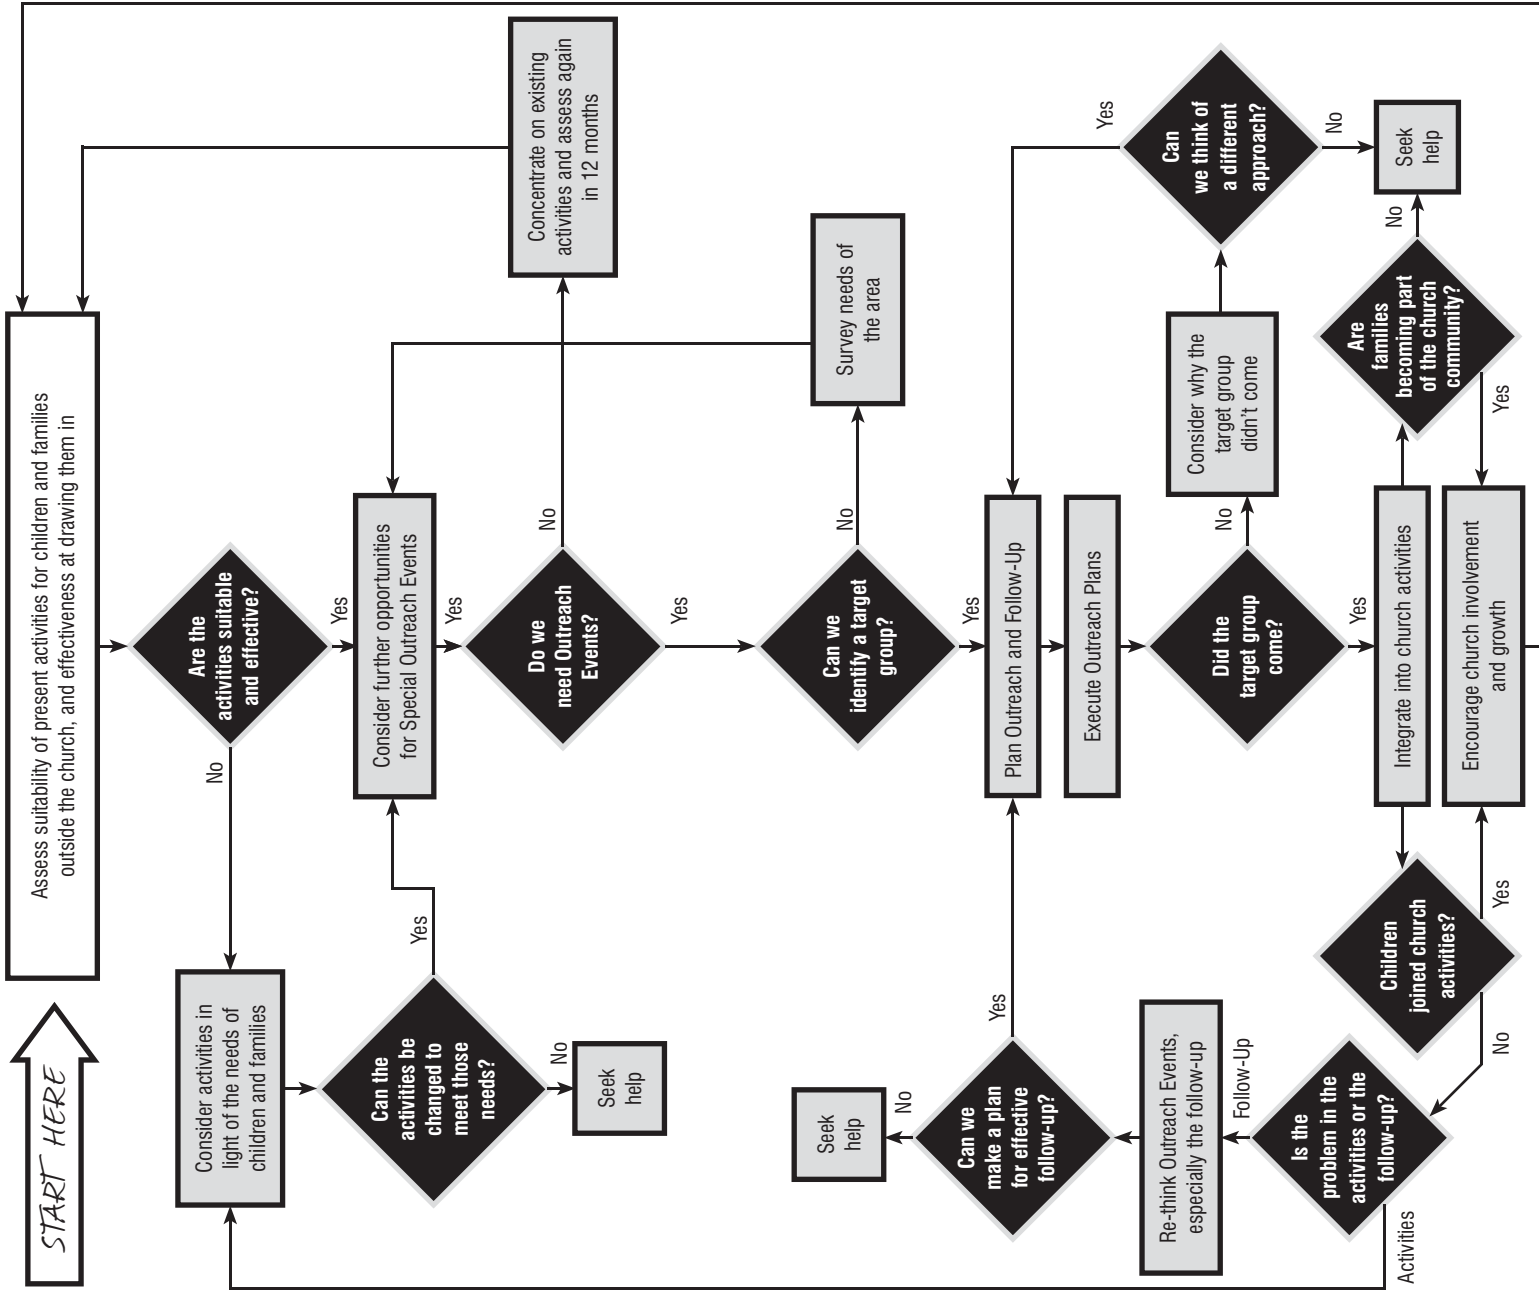 START HERE
Assess suitability of present activities for children and families
outside the church, and effectiveness at drawing them in
Are the
activities suitable
and effective?
No
Yes
Consider activities in
light of the needs of
children and families
Can the
activities be
changed to
meet those
needs?
Yes
No
Seek
help
Consider further opportunities
for Special Outreach Events
Yes
Do we
need Outreach
Events?
No
Concentrate on existing
activities and assess again
in 12 months
Yes
Can we
identify a target
group?
No
Survey needs of
the area
Yes
Plan Outreach and Follow-Up
Execute Outreach Plans
Did the
target group
come?
No
Consider why the
target group
didn't come
Can
we think of
a different
approach?
Yes
No
Seek
help
Yes
Integrate into church activities
Are
families
becoming part
of the church
community?
No
Yes
Encourage church involvement
and growth
Children
joined church
activities?
Yes
No
Is the
problem in the
activities or the
follow-up?
Activities
Follow-Up
Re-think Outreach Events,
especially the follow-up
Can we
make a plan
for effective
follow-up?
Yes
No
Seek
help